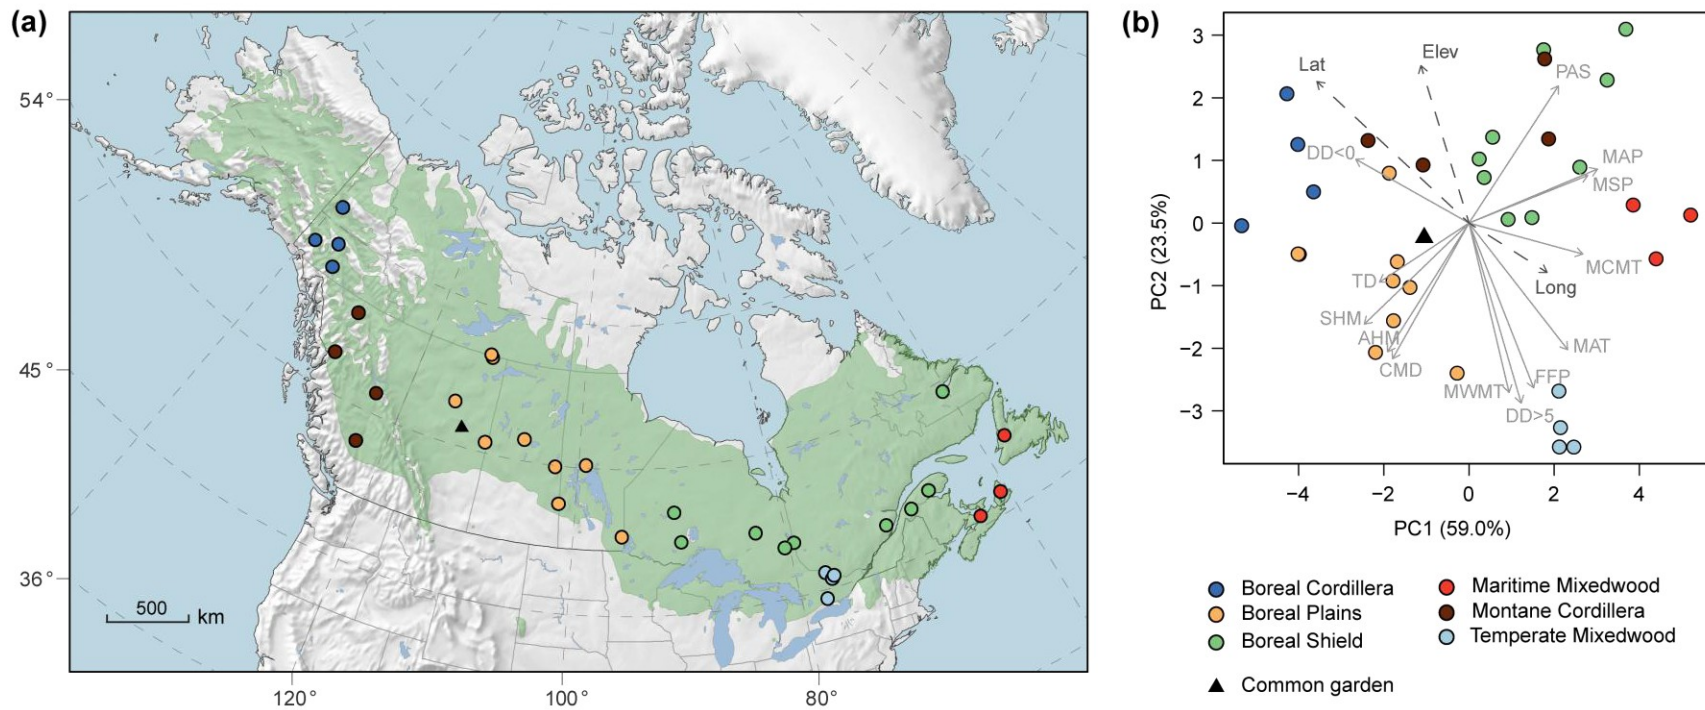 (a)
54°
45°
36°
500 km
120°
100°
80°
(b)
3
2
1
0
−1
−2
−3
PC2 (23.5%)
Lat
Elev
PAS
DD<0
MAP
MSP
MCMT
Long
TD
SHM
AHM
CMD
MAT
MWMT
FFP
DD>5
−4
−2
0
2
4
PC1 (59.0%)
Boreal Cordillera
Boreal Plains
Boreal Shield
Common garden
Maritime Mixedwood
Montane Cordillera
Temperate Mixedwood